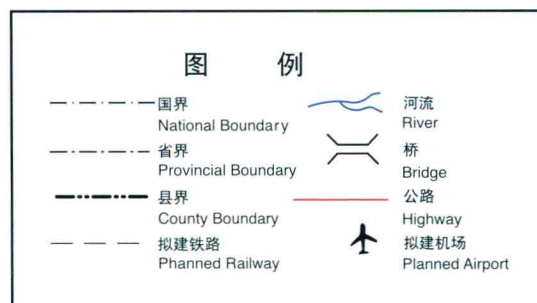 图 例
国界
National Boundary
省界
Provincial Boundary
县界
County Boundary
拟建铁路
Phanned Railway
河流
River
桥
Bridge
公路
Highway
拟建机场
Planned Airport